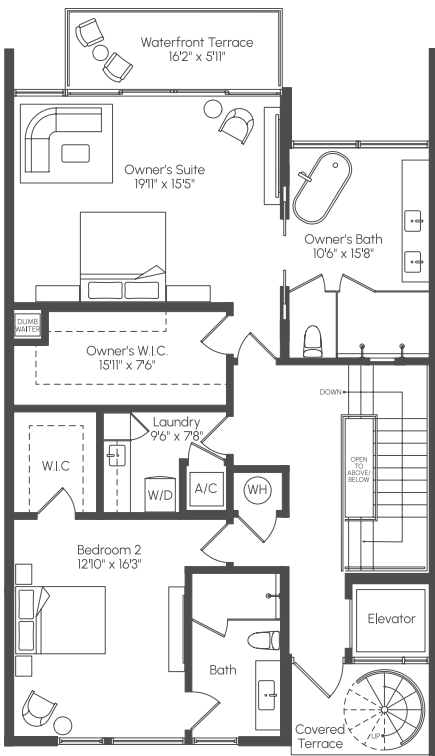 Waterfront Terrace
16'2" x 5'11"
Owner's Suite
19'11" x 15'5"
Owner's Bath
10'6" x 15'8"
DUMB
WAITER
Owner's W.I.C.
15'11" x 7'6"
DOWN
Laundry
9'6" x 7'8"
W.I.C
W/D
A/C
WH
OPEN
TO
ABOVE/
BELOW
Bedroom 2
12'10" x 16'3"
Elevator
Bath
Covered
Terrace
UP